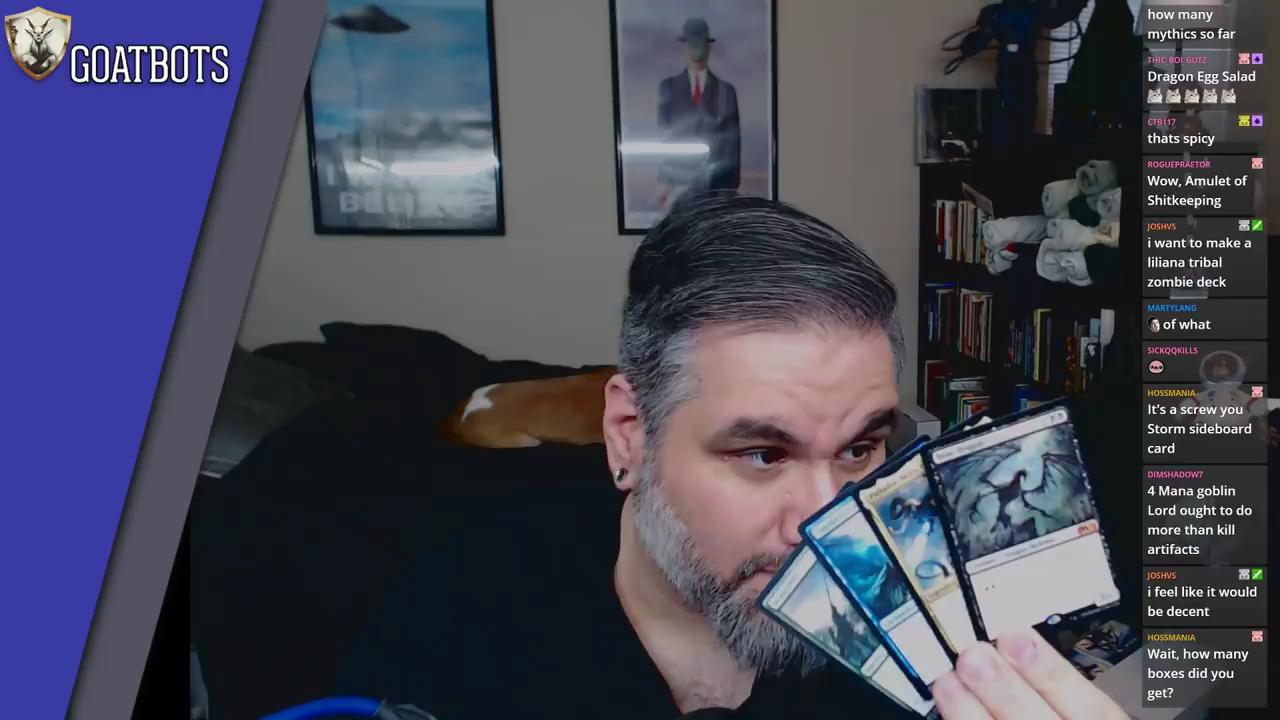 GOATBOTS
BELIEVE
how many
mythics so far
THIC_BOI_GUTZ
Dragon Egg Salad
CTB117
thats spicy
ROGUEPRAETOR
Wow, Amulet of
Shitkeeping
JOSHVS
i want to make a
liliana tribal
zombie deck
MARTYLANG
of what
SICKQQKILLS
HOSSMANIA
It's a screw you
Storm sideboard
card
DIMSHADOW7
4 Mana goblin
Lord ought to do
more than kill
artifacts
JOSHVS
i feel like it would
be decent
HOSSMANIA
Wait, how many
boxes did you
get?